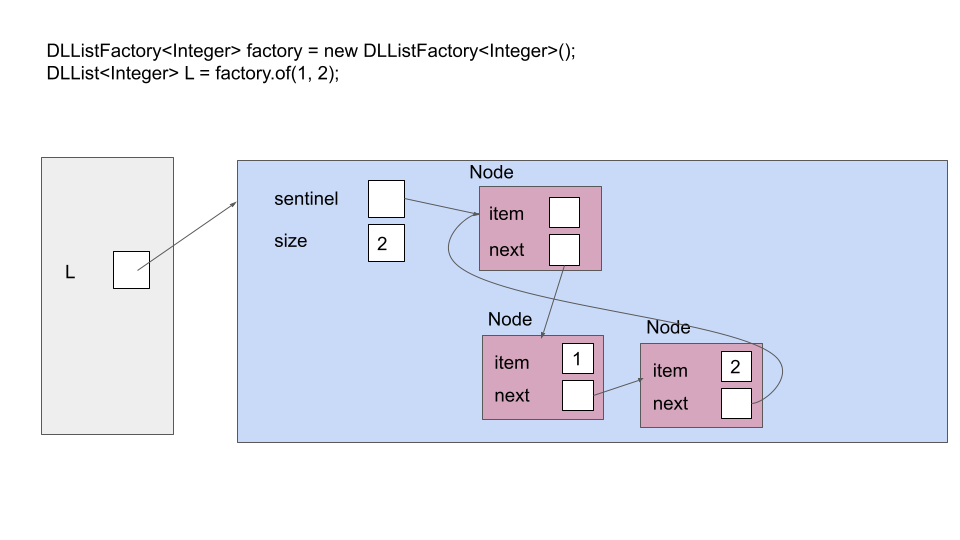 DLListFactory<Integer> factory = new DLListFactory<Integer>();
DLList<Integer> L = factory.of(1, 2);
Node
sentinel
item
size
2
next
L
Node
Node
item
1
item
2
next
next